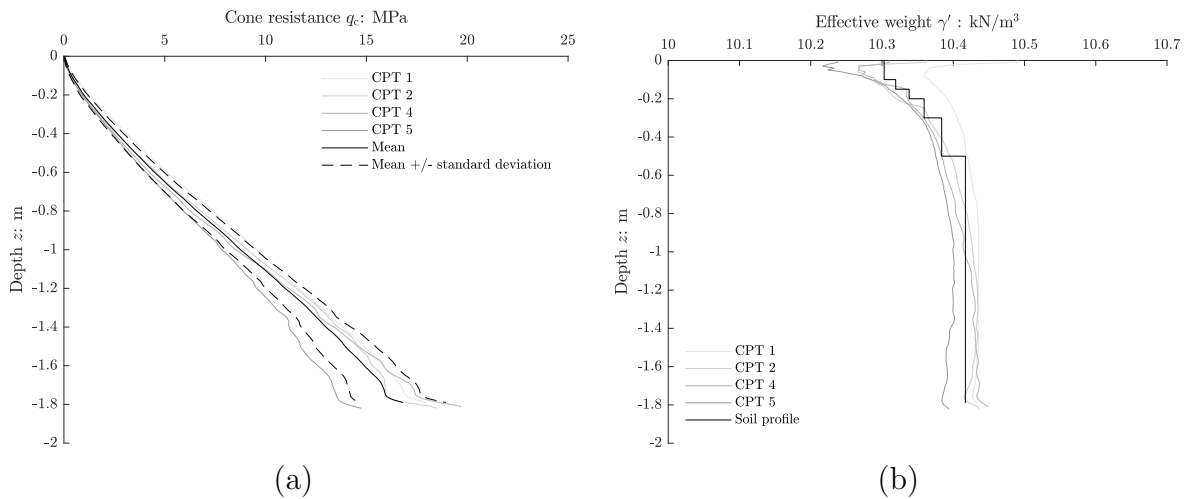 Cone resistance qc: MPa
0 5 10 15 20 25
0
-0.2
-0.4
-0.6
-0.8
-1
-1.2
-1.4
-1.6
-1.8
-2
Depth z: m
CPT 1
CPT 2
CPT 4
CPT 5
Mean
Mean +/- standard deviation
(a)
Effective weight γ′ : kN/m³
10 10.1 10.2 10.3 10.4 10.5 10.6 10.7
0
-0.2
-0.4
-0.6
-0.8
-1
-1.2
-1.4
-1.6
-1.8
-2
Depth z: m
CPT 1
CPT 2
CPT 4
CPT 5
Soil profile
(b)